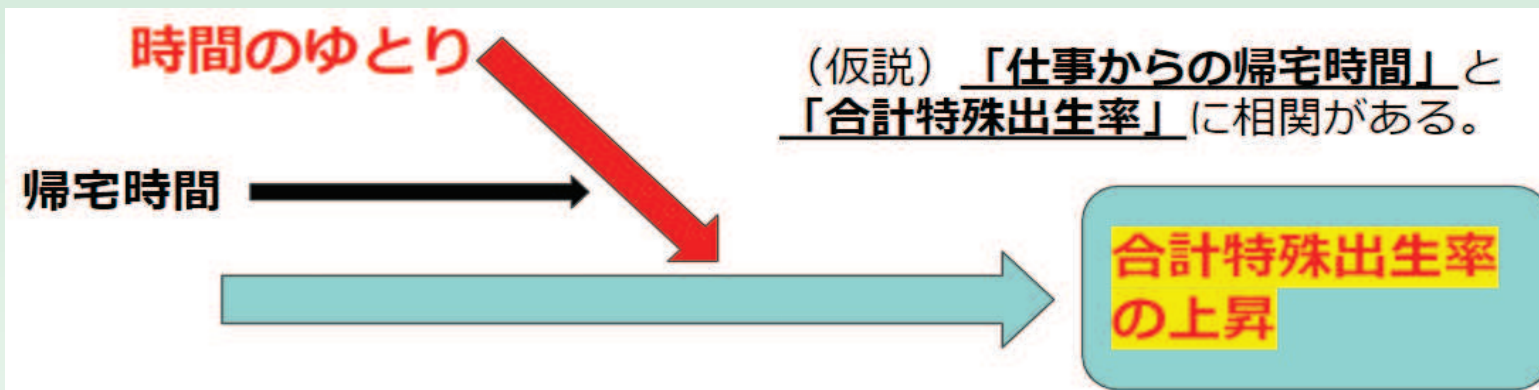 時間のゆとり
（仮説）「仕事からの帰宅時間」と
「合計特殊出生率」に相関がある。
帰宅時間
合計特殊出生率
の上昇